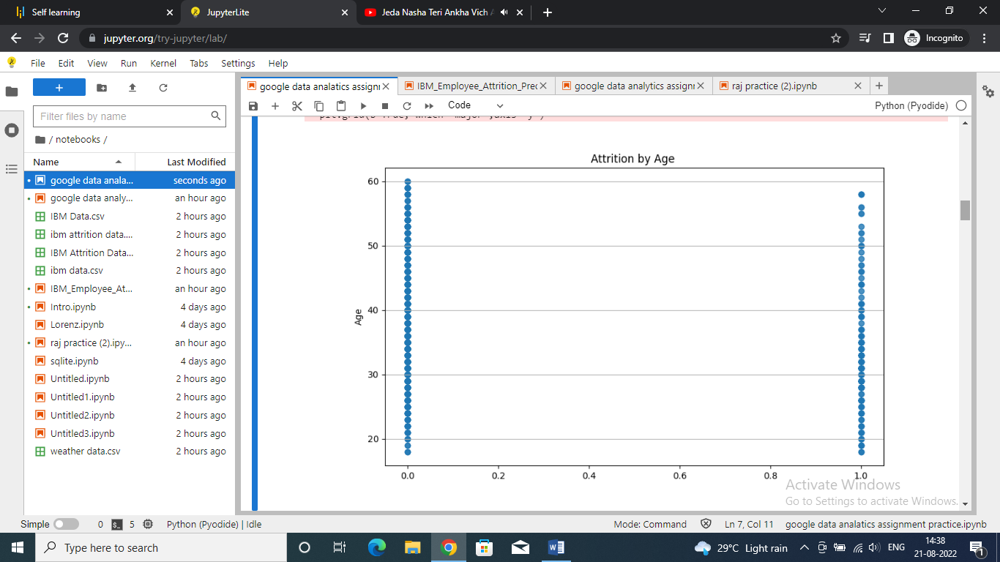 Self learning
JupyterLite
Jeda Nasha Teri Ankha Vich
jupyter.org/try-jupyter/lab/
Incognito
File Edit View Run Kernel Tabs Settings Help
google data analatics assignr
IBM_Employee_Attrition_Pred
google data analytics assignr
raj practice (2).ipynb
Code
Python (Pyodide)
Filter files by name
/ notebooks /
Name Last Modified
google data anala... seconds ago
google data analy... an hour ago
IBM Data.csv 2 hours ago
ibm attrition data.... 2 hours ago
IBM Attrition Data... 2 hours ago
ibm data.csv 2 hours ago
IBM_Employee_At... an hour ago
Intro.ipynb 4 days ago
Lorenz.ipynb 4 days ago
raj practice (2).ipy... an hour ago
sqlite.ipynb 4 days ago
Untitled.ipynb 2 hours ago
Untitled1.ipynb 2 hours ago
Untitled2.ipynb 2 hours ago
Untitled3.ipynb 2 hours ago
weather data.csv 2 hours ago
Attrition by Age
60
50
40
30
20
Age
0.0 0.2 0.4 0.6 0.8 1.0
Activate Windows
Go to Settings to activate Windows.
Simple 0 $_ 5 Python (Pyodide) | Idle
Mode: Command Ln 7, Col 11 google data analatics assignment practice.ipynb
Type here to search
29°C Light rain
ENG
14:38
21-08-2022
1